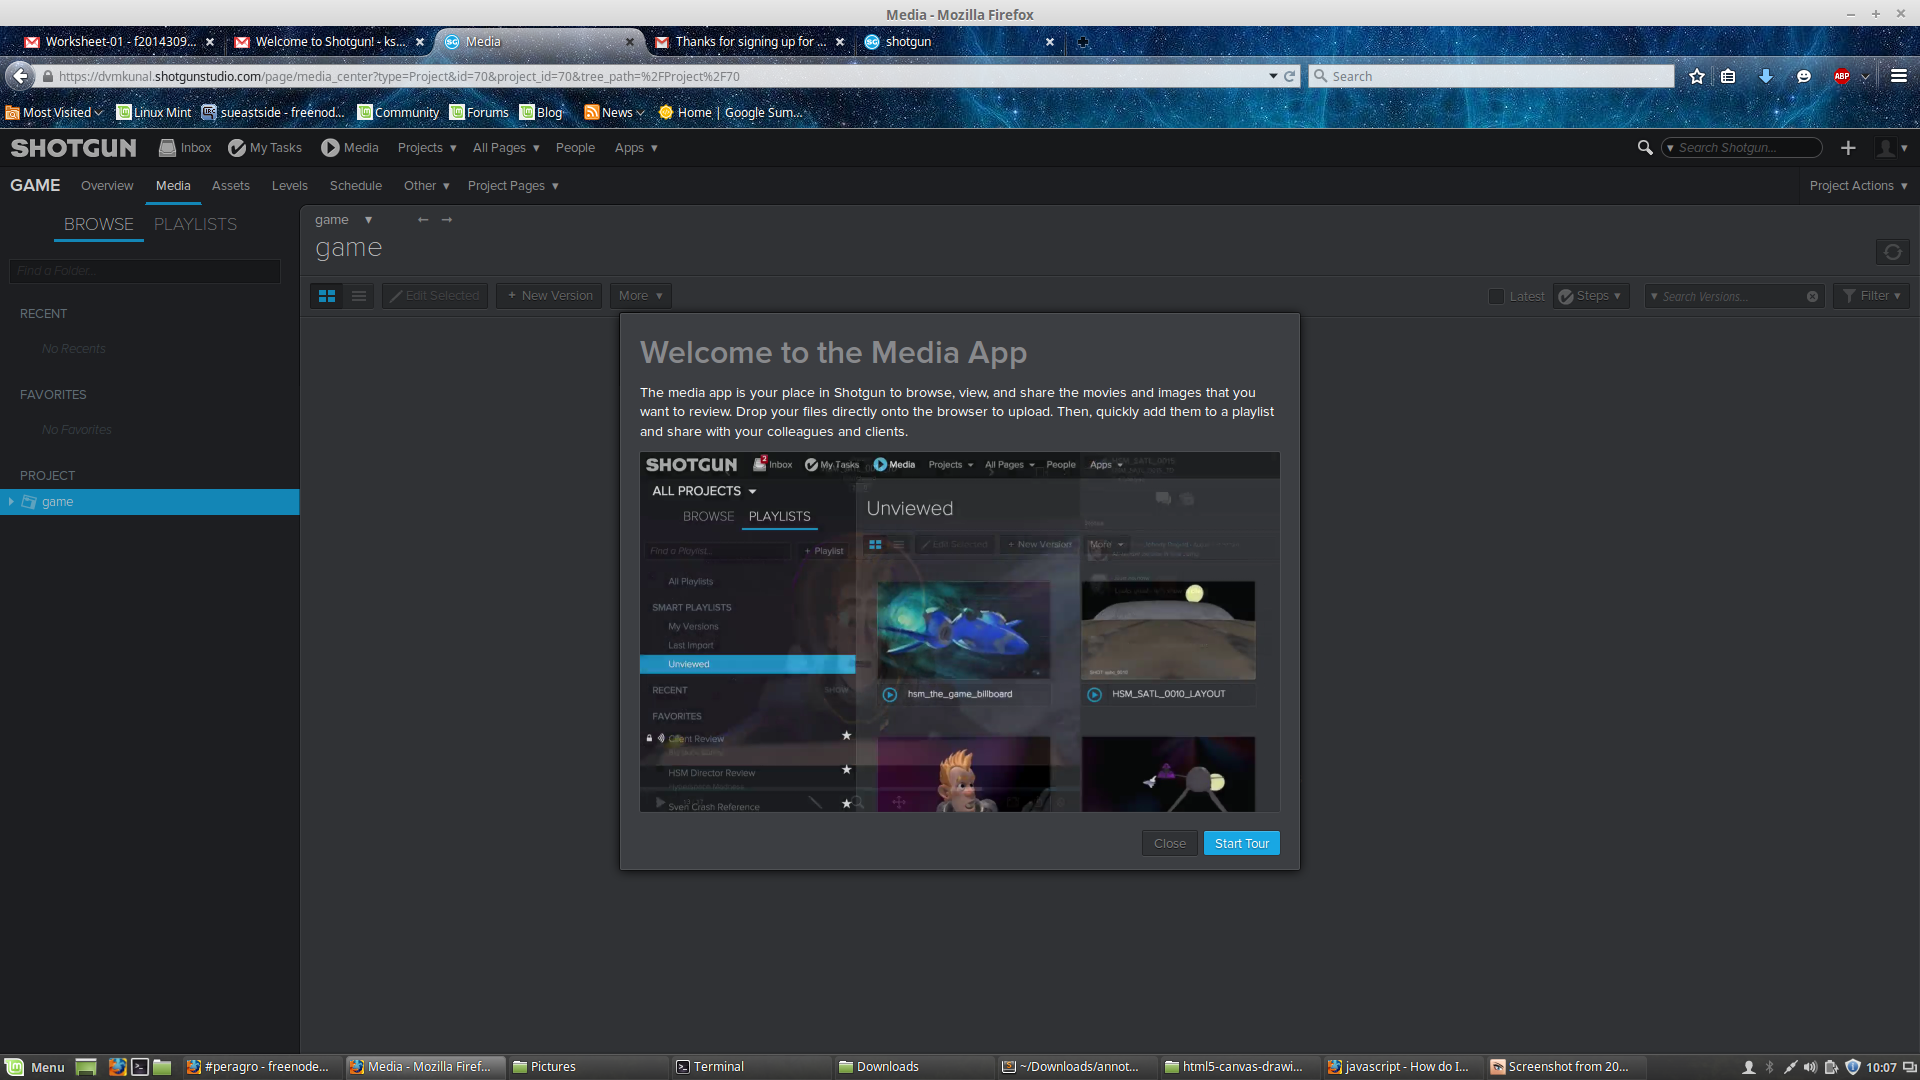 Media - Mozilla Firefox
Worksheet-01 - f2014309...
Welcome to Shotgun! - ks...
Media
Thanks for signing up for ...
shotgun
https://dvmkunal.shotgunstudio.com/page/media_center?type=Project&id=70&project_id=70&tree_path=%2FProject%2F70
Search
ABP
Most Visited
Linux Mint
sueastside - freenod...
Community
Forums
Blog
News
Home | Google Sum...
SHOTGUN
Inbox
My Tasks
Media
Projects
All Pages
People
Apps
Search Shotgun...
GAME
Overview
Media
Assets
Levels
Schedule
Other
Project Pages
Project Actions
BROWSE
PLAYLISTS
game
game
Find a Folder...
Edit Selected
+ New Version
More
Latest
Steps
Search Versions...
Filter
RECENT
No Recents
FAVORITES
No Favorites
PROJECT
game
Welcome to the Media App
The media app is your place in Shotgun to browse, view, and share the movies and images that you
want to review. Drop your files directly onto the browser to upload. Then, quickly add them to a playlist
and share with your colleagues and clients.
SHOTGUN
2
Inbox
My Tasks
Media
Projects
All Pages
People
Apps
ALL PROJECTS
BROWSE
PLAYLISTS
Unviewed
Find a Playlist...
+ Playlist
Edit Selected
+ New Version
More
All Playlists
SMART PLAYLISTS
My Versions
Last Import
Unviewed
RECENT
FAVORITES
Client Review
HSM Director Review
Sven Crash Reference
hsm_the_game_billboard
HSM_SATL_0010_LAYOUT
Close
Start Tour
Menu
#peragro - freenode...
Media - Mozilla Firef...
Pictures
Terminal
Downloads
~/Downloads/annot...
html5-canvas-drawi...
javascript - How do I...
Screenshot from 20...
10:07